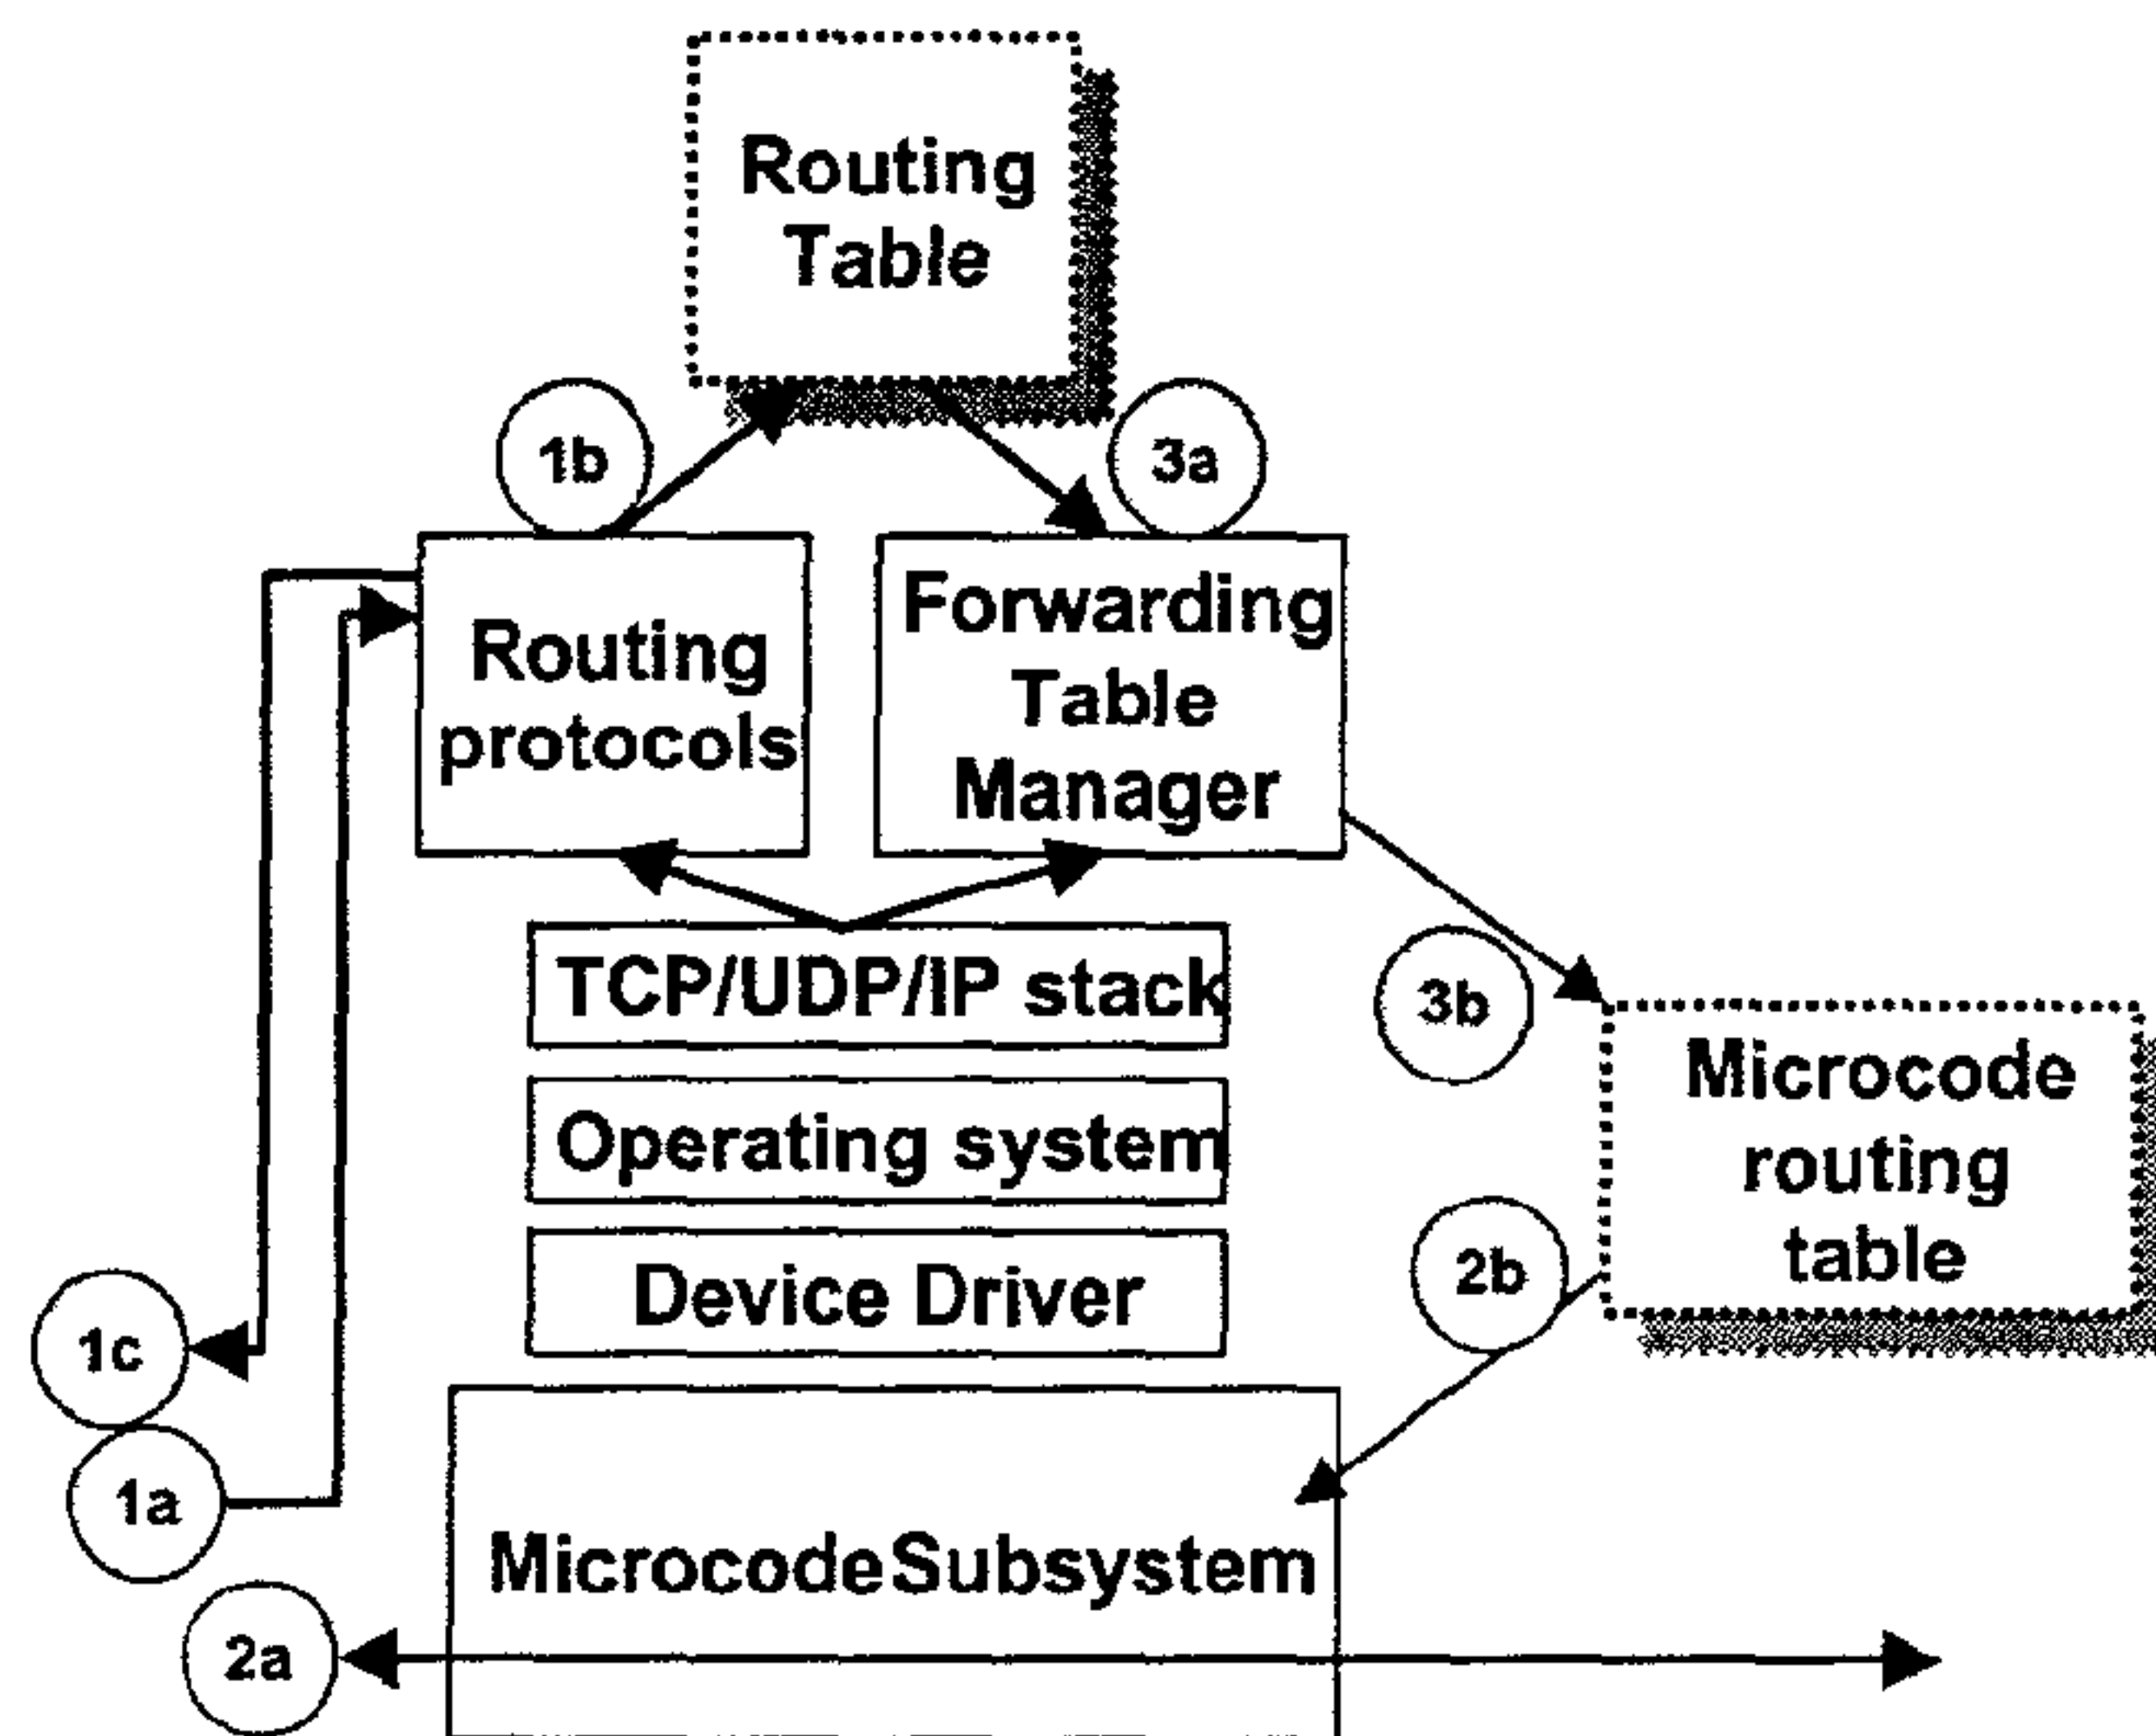 Routing
Table
1b
3a
Routing
protocols
Forwarding
Table
Manager
TCP/UDP/IP stack
3b
Operating system
Microcode
routing
table
2b
Device Driver
1c
1a
MicrocodeSubsystem
2a